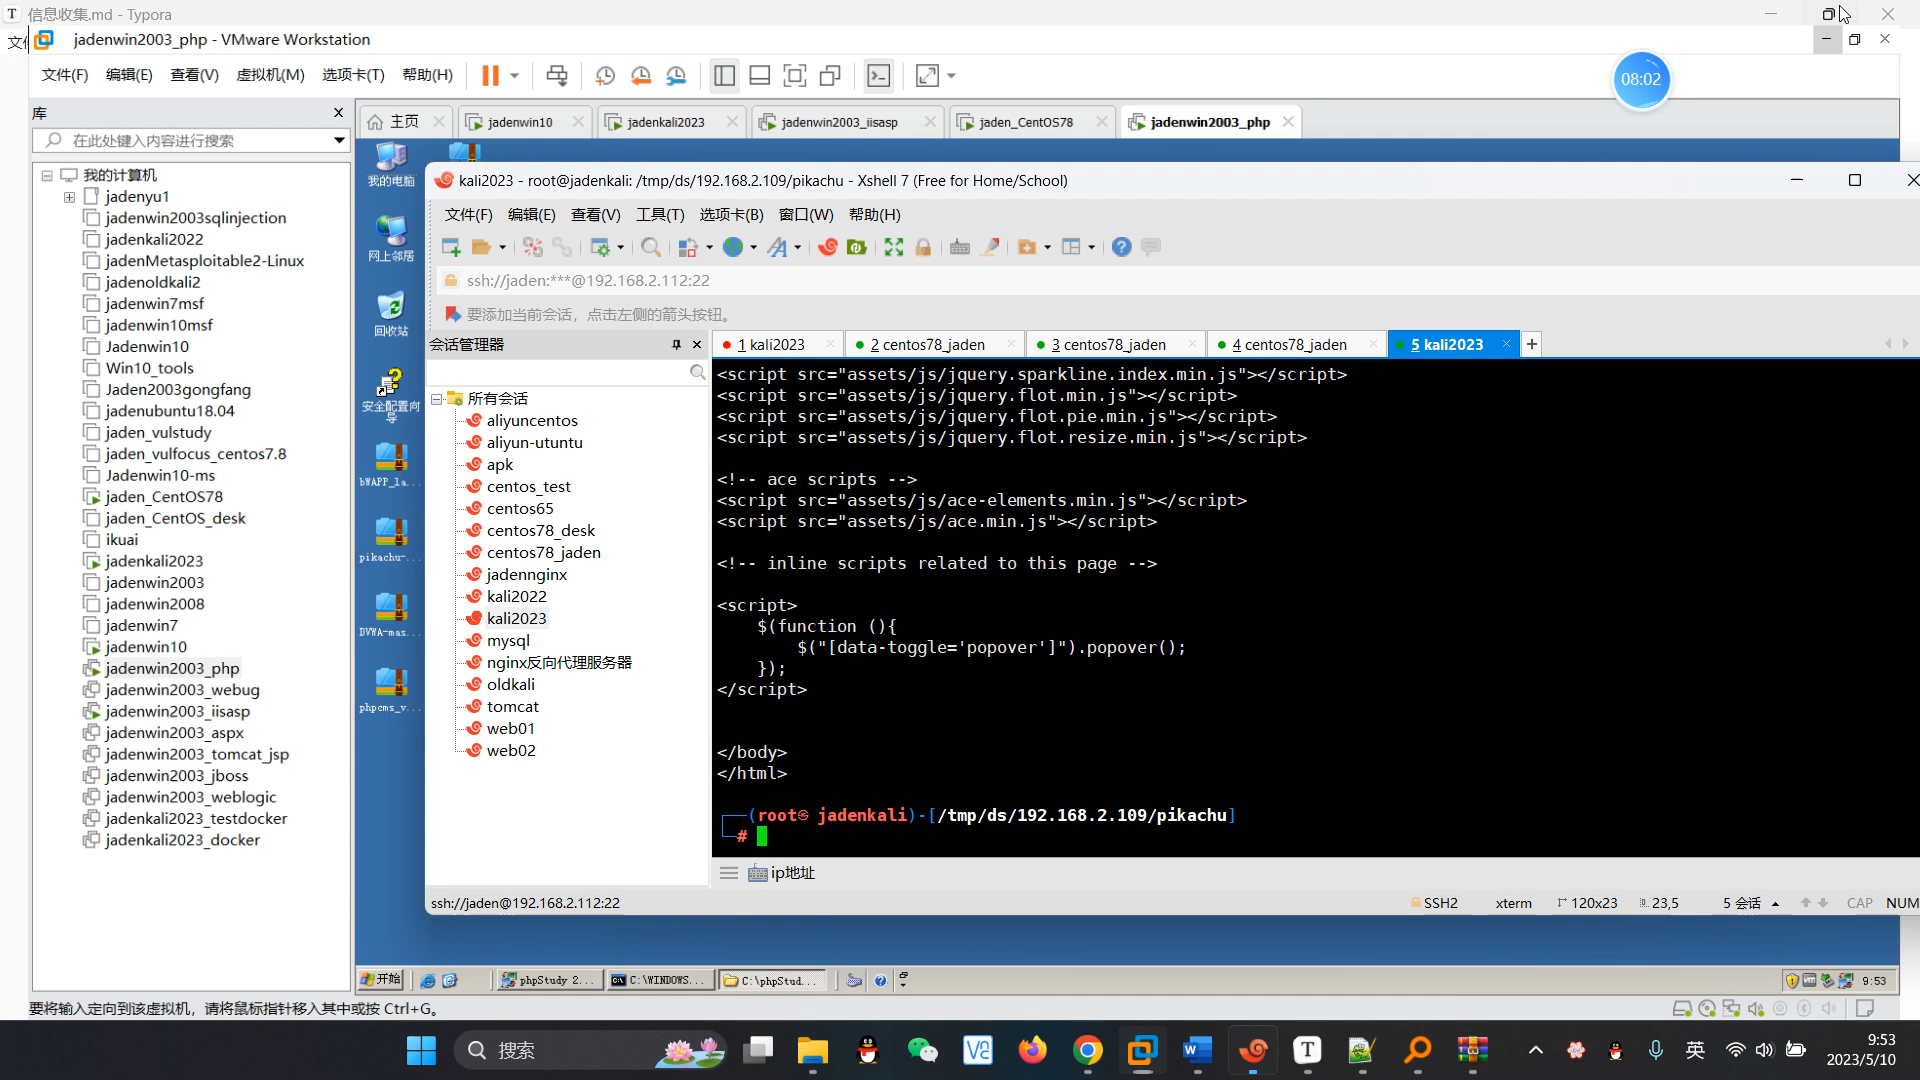 信息收集.md - Typora
jadenwin2003_php - VMware Workstation
文件(F) 编辑(E) 查看(V) 虚拟机(M) 选项卡(T) 帮助(H)
08:02
库
在此处键入内容进行搜索
我的计算机
jadenyu1
jadenwin2003sqlinjection
jadenkali2022
jadenMetasploitable2-Linux
jadenoldkali2
jadenwin7msf
jadenwin10msf
Jadenwin10
Win10_tools
Jaden2003gongfang
jadenubuntu18.04
jaden_vulstudy
jaden_vulfocus_centos7.8
Jadenwin10-ms
jaden_CentOS78
jaden_CentOS_desk
ikuai
jadenkali2023
jadenwin2003
jadenwin2008
jadenwin7
jadenwin10
jadenwin2003_php
jadenwin2003_webug
jadenwin2003_iisasp
jadenwin2003_aspx
jadenwin2003_tomcat_jsp
jadenwin2003_jboss
jadenwin2003_weblogic
jadenkali2023_testdocker
jadenkali2023_docker
主页 jadenwin10 jadenkali2023 jadenwin2003_iisasp jaden_CentOS78 jadenwin2003_php
我的电脑
网上邻居
回收站
安全配置向导
bWAPP_la...
pikachu-...
DVWA-mas...
phpcms_v...
kali2023 - root@jadenkali: /tmp/ds/192.168.2.109/pikachu - Xshell 7 (Free for Home/School)
文件(F) 编辑(E) 查看(V) 工具(T) 选项卡(B) 窗口(W) 帮助(H)
ssh://jaden:***@192.168.2.112:22
要添加当前会话，点击左侧的箭头按钮。
会话管理器
所有会话
aliyuncentos
aliyun-utuntu
apk
centos_test
centos65
centos78_desk
centos78_jaden
jadennginx
kali2022
kali2023
mysql
nginx反向代理服务器
oldkali
tomcat
web01
web02
1 kali2023 2 centos78_jaden 3 centos78_jaden 4 centos78_jaden 5 kali2023
<script src="assets/js/jquery.sparkline.index.min.js"></script>
<script src="assets/js/jquery.flot.min.js"></script>
<script src="assets/js/jquery.flot.pie.min.js"></script>
<script src="assets/js/jquery.flot.resize.min.js"></script>
<!-- ace scripts -->
<script src="assets/js/ace-elements.min.js"></script>
<script src="assets/js/ace.min.js"></script>
<!-- inline scripts related to this page -->
<script>
$(function (){
$("[data-toggle='popover']").popover();
});
</script>
</body>
</html>
(root㉿ jadenkali)-[/tmp/ds/192.168.2.109/pikachu]
#
ip地址
ssh://jaden@192.168.2.112:22 SSH2 xterm 120x23 23,5 5 会话 CAP NUM
开始 phpStudy 2... C:\WINDOWS... C:\phpStud... 9:53
要将输入定向到该虚拟机，请将鼠标指针移入其中或按 Ctrl+G。
搜索
英
9:53
2023/5/10